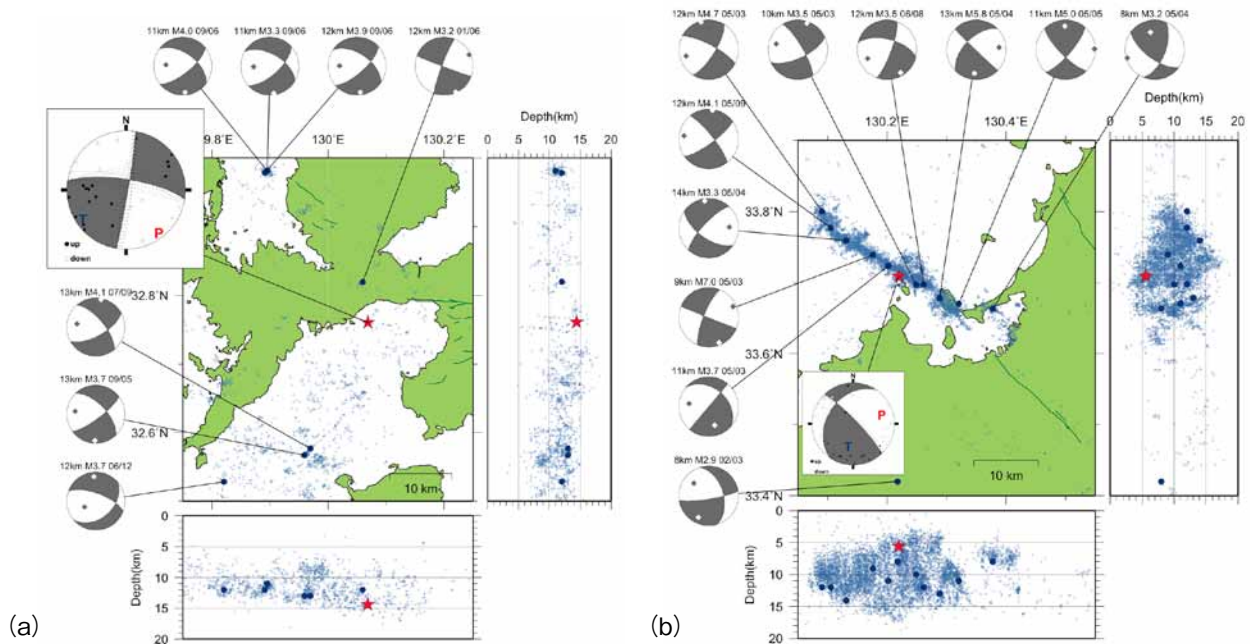 11km M4.0 09/06 11km M3.3 09/06 12km M3.9 09/06 12km M3.2 01/06
Depth(km)
0 5 10 15 20
9.8˚E 130.0˚E 130.2˚E
N
T
P
up
down
32.8˚N
32.6˚N
13km M4.1 07/09
13km M3.7 09/05
12km M3.7 06/12
10 km
Depth(km)
0
5
10
15
20
(a)
12km M4.7 05/03 10km M3.5 05/03 12km M3.5 06/08 13km M5.8 05/04 11km M5.0 05/05 8km M3.2 05/04
Depth(km)
0 5 10 15 20
130.2˚E 130.4˚E
12km M4.1 05/09
14km M3.3 05/04
9km M7.0 05/03
11km M3.7 05/03
8km M2.9 02/03
33.8˚N
33.6˚N
33.4˚N
N
P
T
up
down
10 km
Depth(km)
0
5
10
15
20
(b)